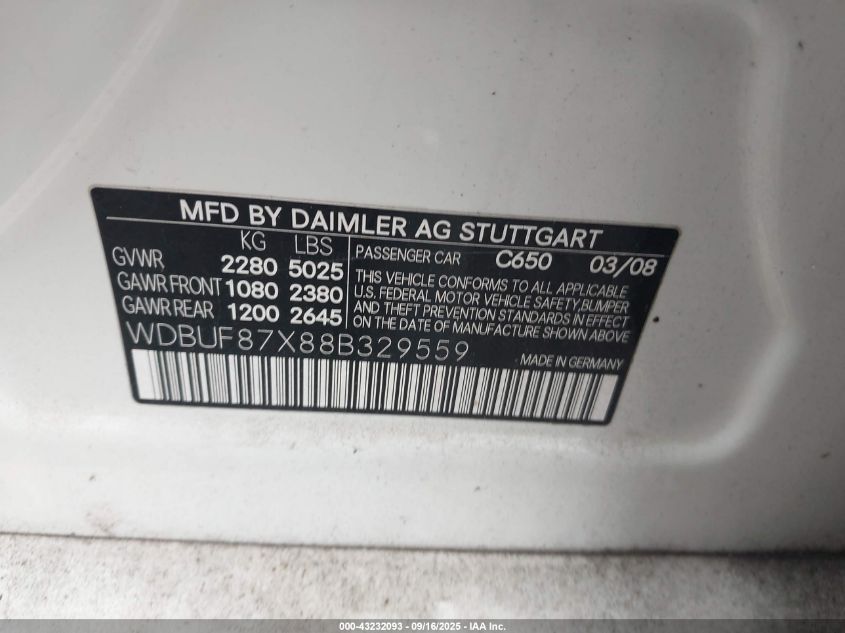 MFD BY DAIMLER AG STUTTGART
KG LBS
GVWR 2280 5025
GAWR FRONT 1080 2380
GAWR REAR 1200 2645
PASSENGER CAR C650 03/08
THIS VEHICLE CONFORMS TO ALL APPLICABLE
U.S. FEDERAL MOTOR VEHICLE SAFETY, BUMPER
AND THEFT PREVENTION STANDARDS IN EFFECT
ON THE DATE OF MANUFACTURE SHOWN ABOVE
WDBUF87X88B329559
MADE IN GERMANY
000-43232093 - 09/16/2025 - IAA Inc.